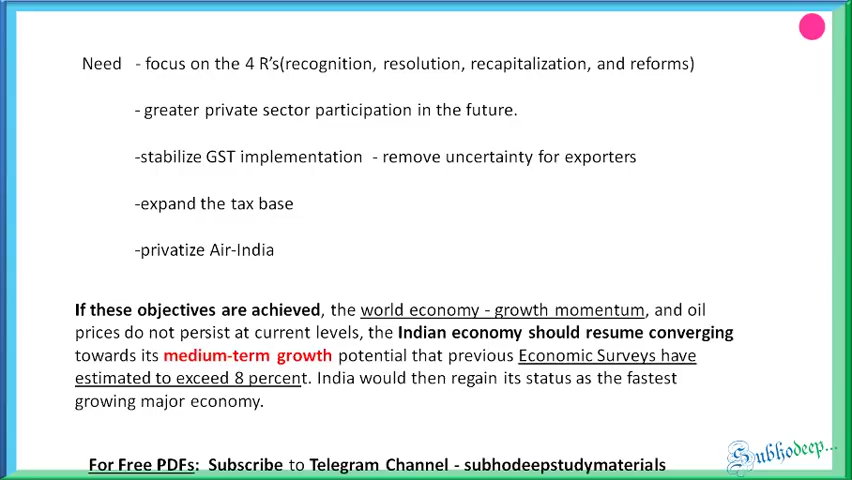 Need - focus on the 4 R's(recognition, resolution, recapitalization, and reforms)
- greater private sector participation in the future.
-stabilize GST implementation - remove uncertainty for exporters
-expand the tax base
-privatize Air-India
If these objectives are achieved, the world economy - growth momentum, and oil
prices do not persist at current levels, the Indian economy should resume converging
towards its medium-term growth potential that previous Economic Surveys have
estimated to exceed 8 percent. India would then regain its status as the fastest
growing major economy.
For Free PDFs: Subscribe to Telegram Channel - subhodeepstudymaterials
Subhodeep...